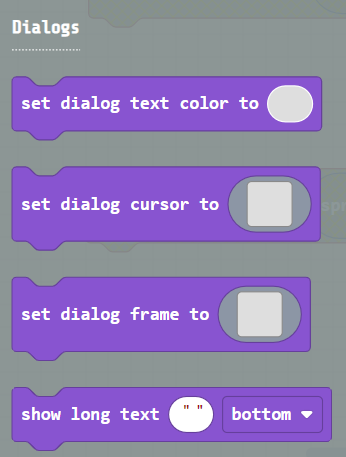 Dialogs
set dialog text color to
set dialog cursor to
set dialog frame to
show long text " " bottom